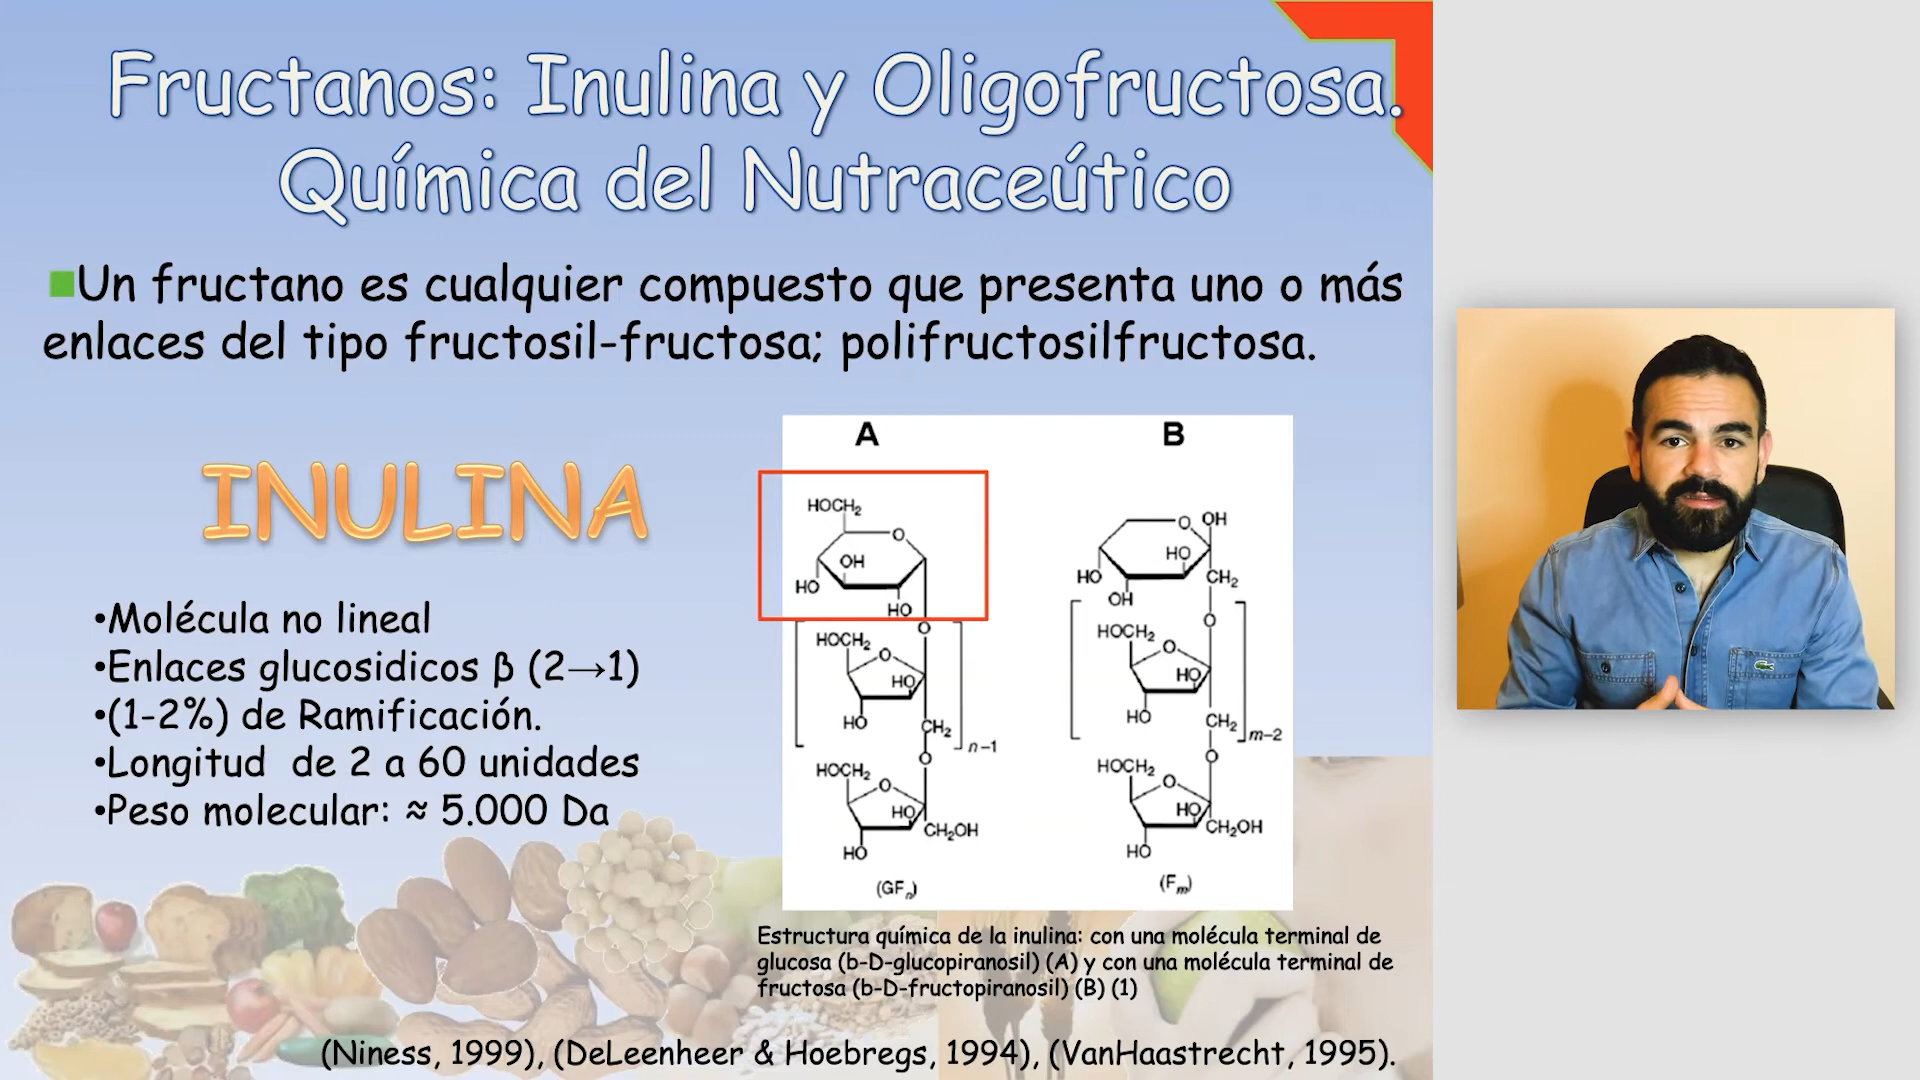 Fructanos: Inulina y Oligofructosa.
Química del Nutraceútico
Un fructano es cualquier compuesto que presenta uno o más
enlaces del tipo fructosil-fructosa; polifructosilfructosa.
INULINA
•Molécula no lineal
•Enlaces glucosidicos β (2→1)
•(1-2%) de Ramificación.
•Longitud de 2 a 60 unidades
•Peso molecular: ≈ 5.000 Da
A
HOCH₂
O
OH
HO
HO
O
HOCH₂
O
HO
HO
CH₂
n-1
O
HOCH₂
O
HO
CH₂OH
HO
(GFₙ)
B
O
OH
HO
HO
CH₂
OH
O
HOCH₂
O
HO
HO
CH₂
m-2
O
HOCH₂
O
HO
CH₂OH
HO
(Fₘ)
Estructura química de la inulina: con una molécula terminal de
glucosa (b-D-glucopiranosil) (A) y con una molécula terminal de
fructosa (b-D-fructopiranosil) (B) (1)
(Niness, 1999), (DeLeenheer & Hoebregs, 1994), (VanHaastrecht, 1995).